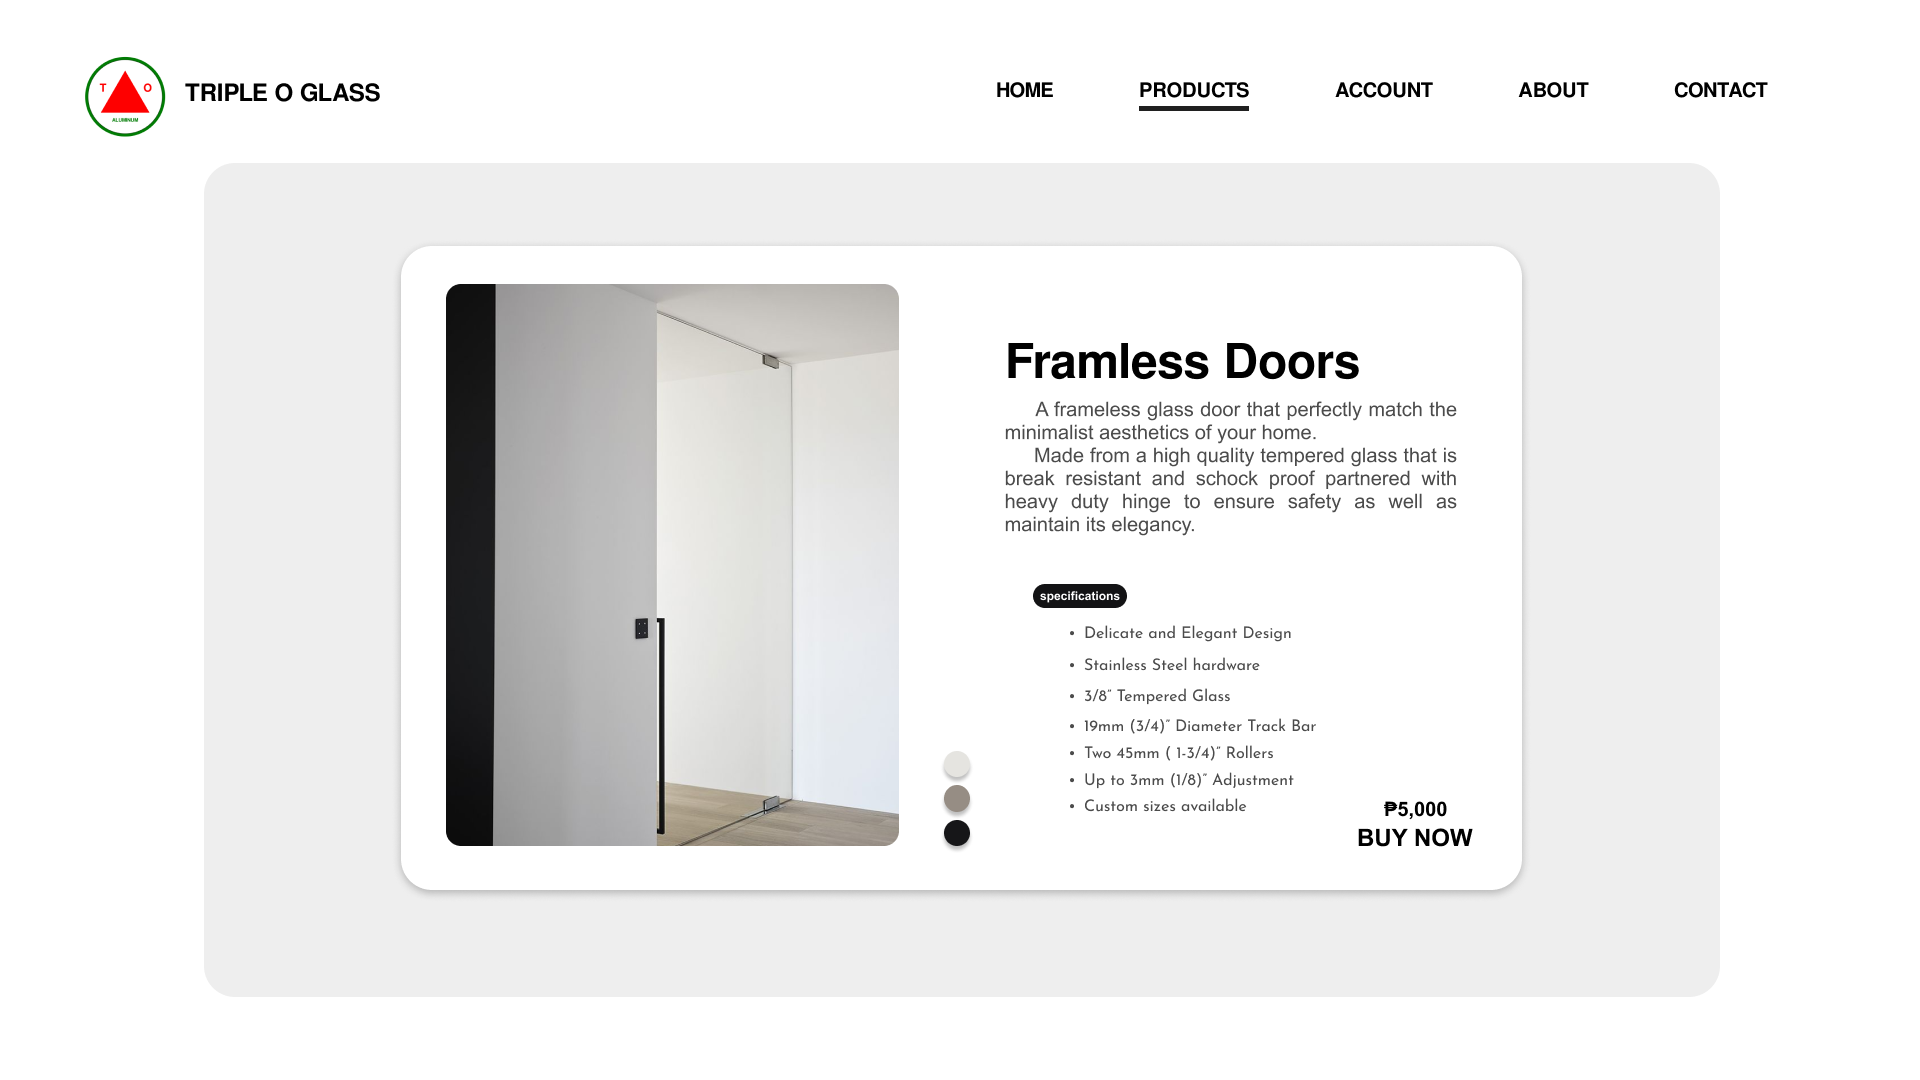 T O
ALUMINUM
TRIPLE O GLASS
HOME PRODUCTS ACCOUNT ABOUT CONTACT
Framless Doors
A frameless glass door that perfectly match the
minimalist aesthetics of your home.
Made from a high quality tempered glass that is
break resistant and schock proof partnered with
heavy duty hinge to ensure safety as well as
maintain its elegancy.
specifications
• Delicate and Elegant Design
• Stainless Steel hardware
• 3/8” Tempered Glass
• 19mm (3/4)” Diameter Track Bar
• Two 45mm ( 1-3/4)” Rollers
• Up to 3mm (1/8)” Adjustment
• Custom sizes available
₱5,000
BUY NOW